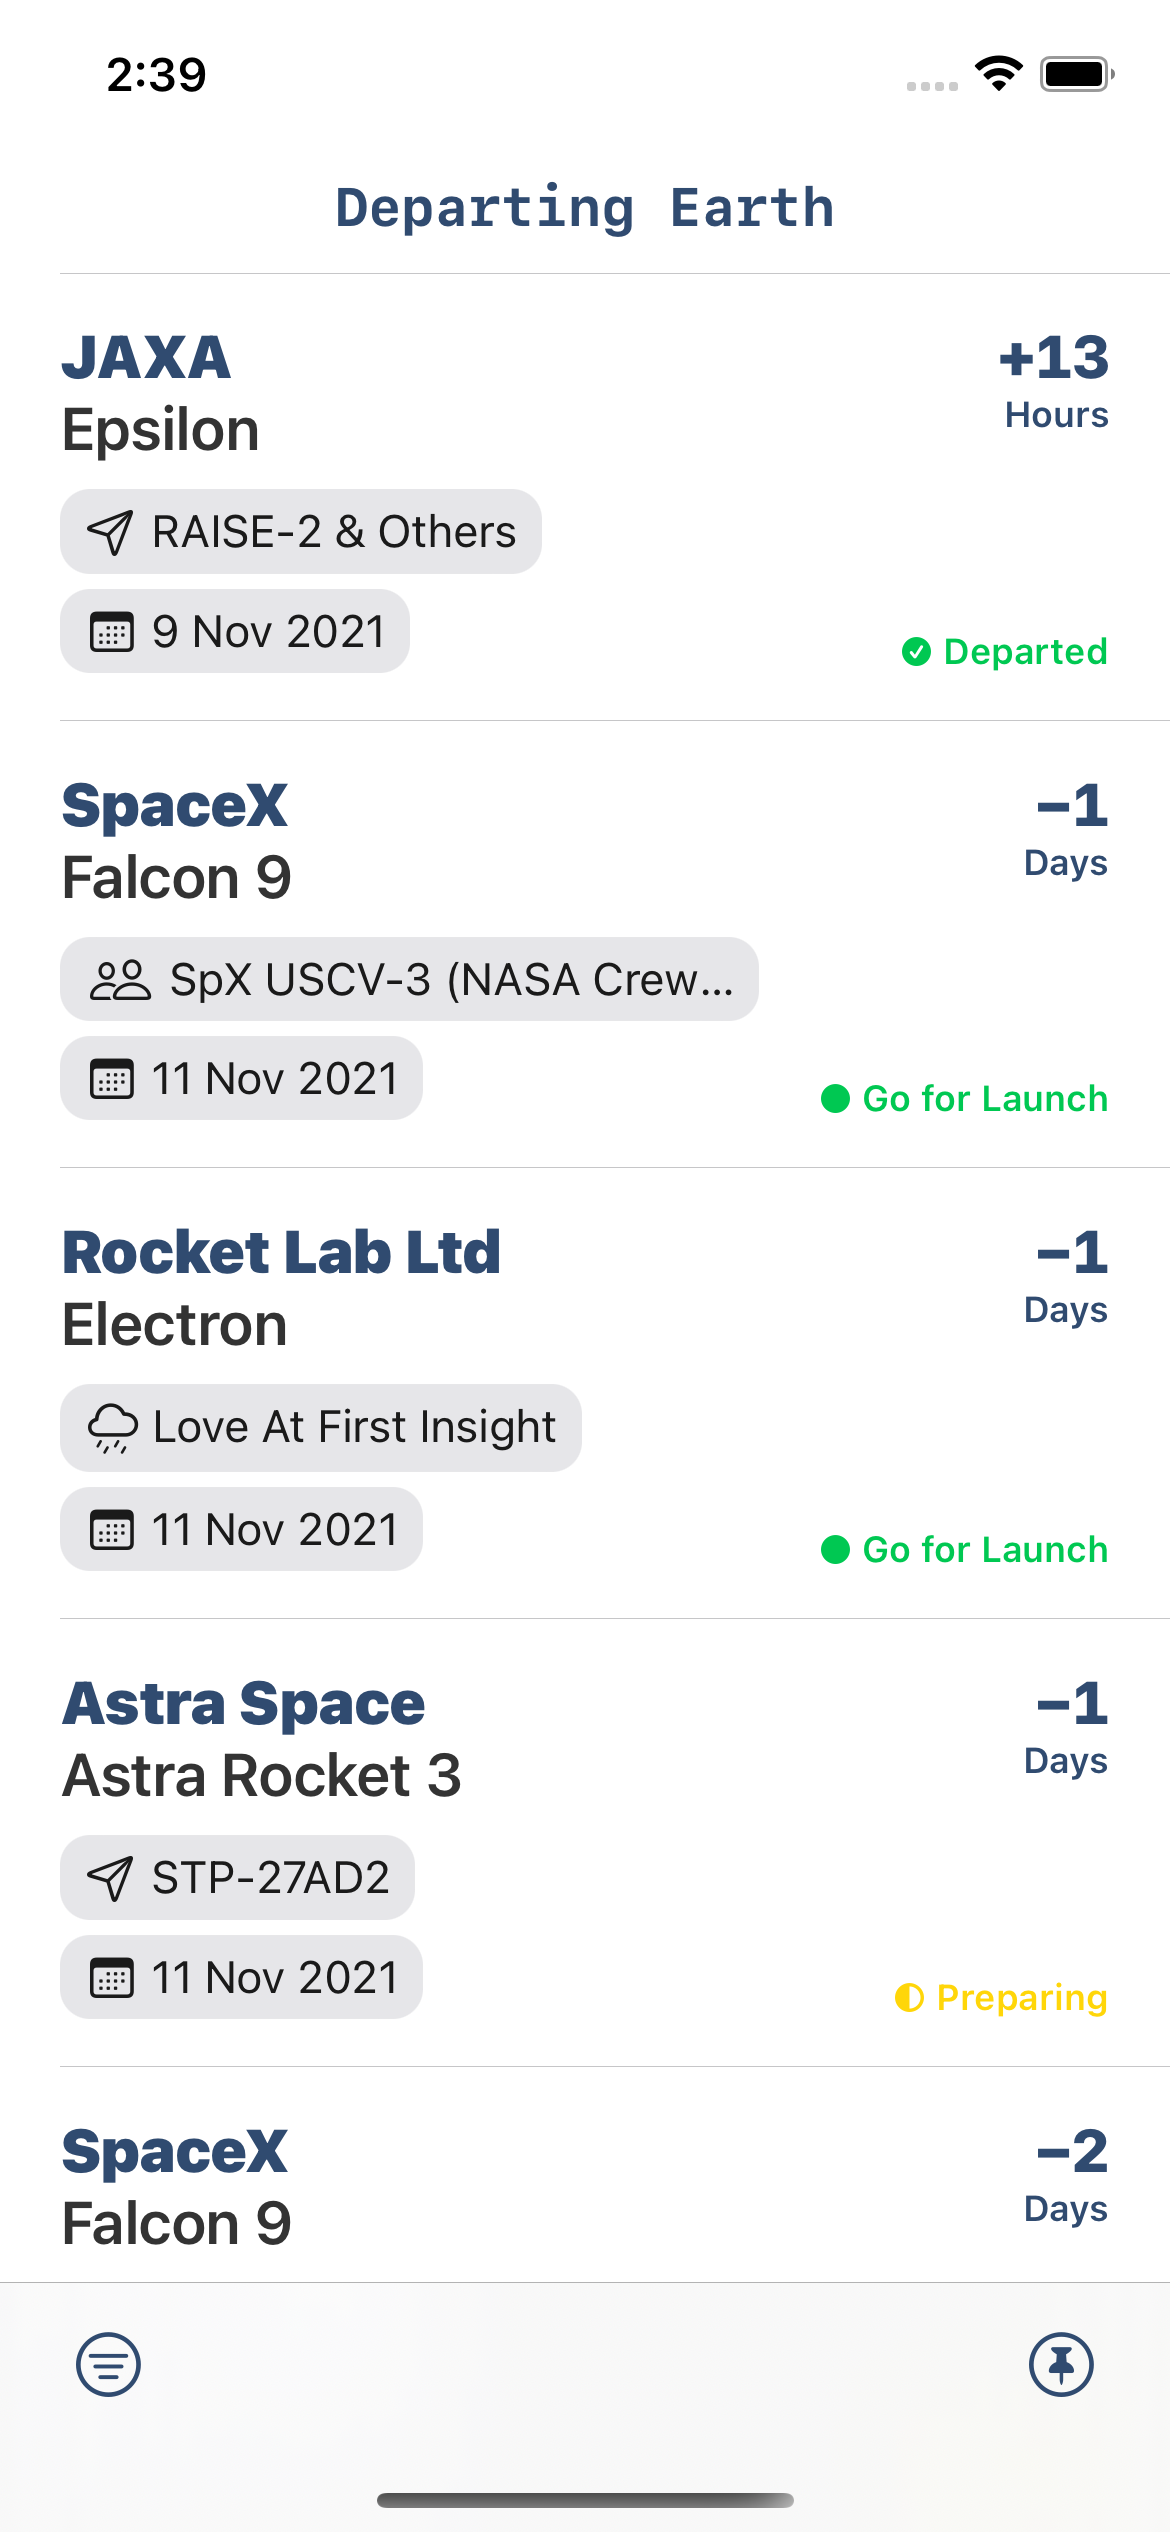 2:39
Departing Earth
JAXA
+13
Epsilon
Hours
RAISE-2 & Others
9 Nov 2021
Departed
SpaceX
−1
Falcon 9
Days
SpX USCV-3 (NASA Crew...
11 Nov 2021
Go for Launch
Rocket Lab Ltd
−1
Electron
Days
Love At First Insight
11 Nov 2021
Go for Launch
Astra Space
−1
Astra Rocket 3
Days
STP-27AD2
11 Nov 2021
Preparing
SpaceX
−2
Falcon 9
Days